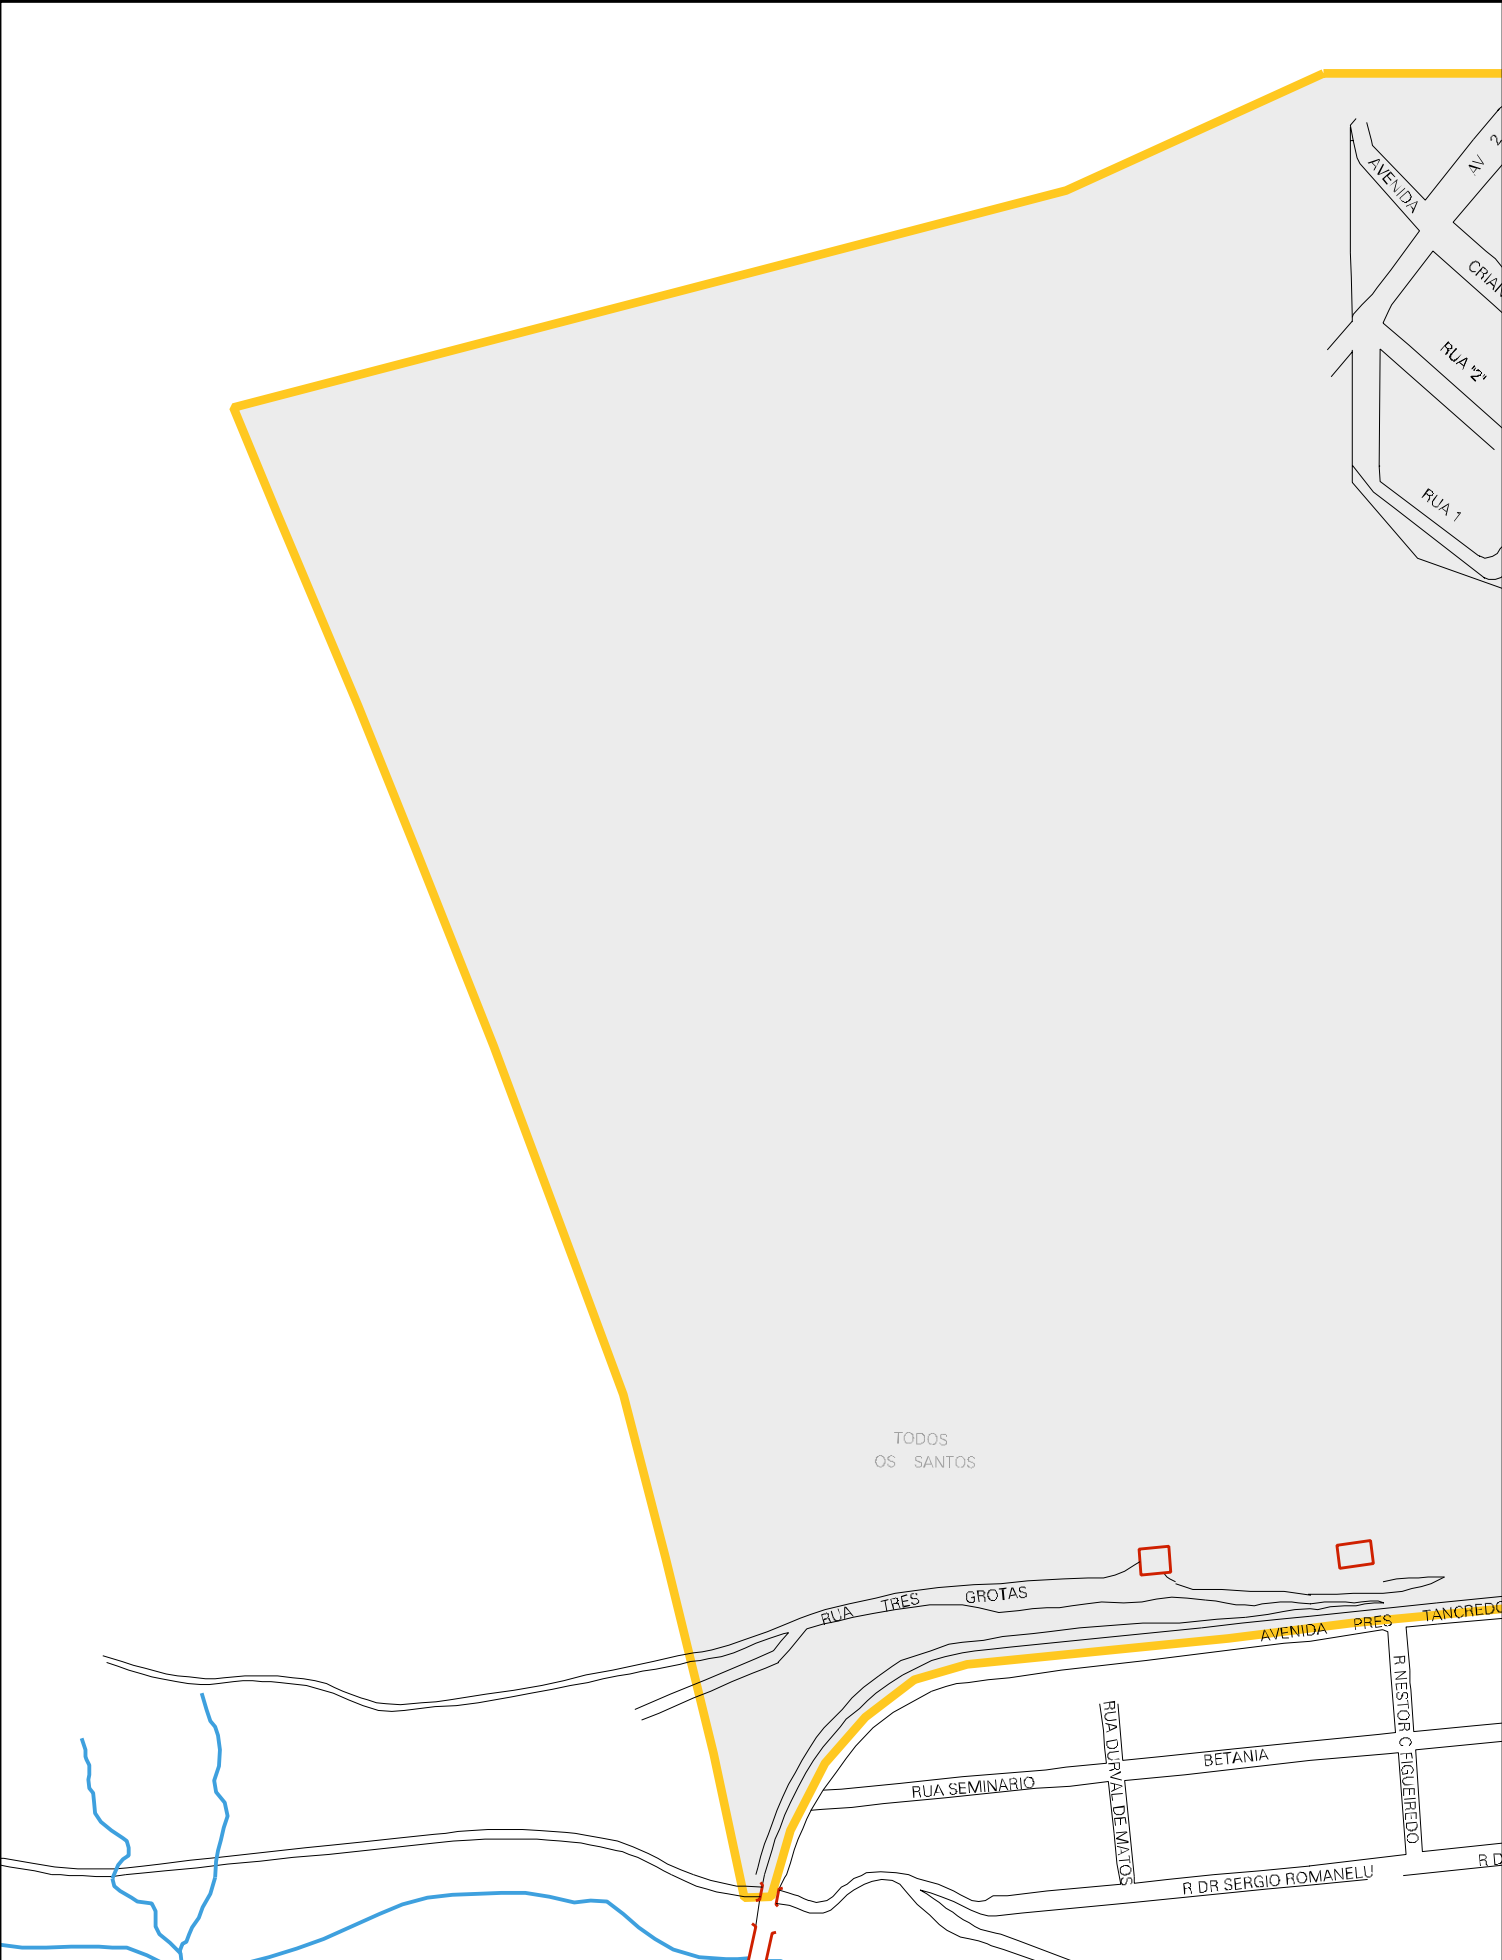 AV 2
AVENIDA
CRIAN
RUA "2"
RUA 1
TODOS
OS SANTOS
RUA TRES GROTAS
AVENIDA PRES TANCREDO
R NESTOR C FIGUEIREDO
RUA DURVAL DE MATOS
RUA SEMINARIO
BETANIA
R DR SERGIO ROMANELU
R D